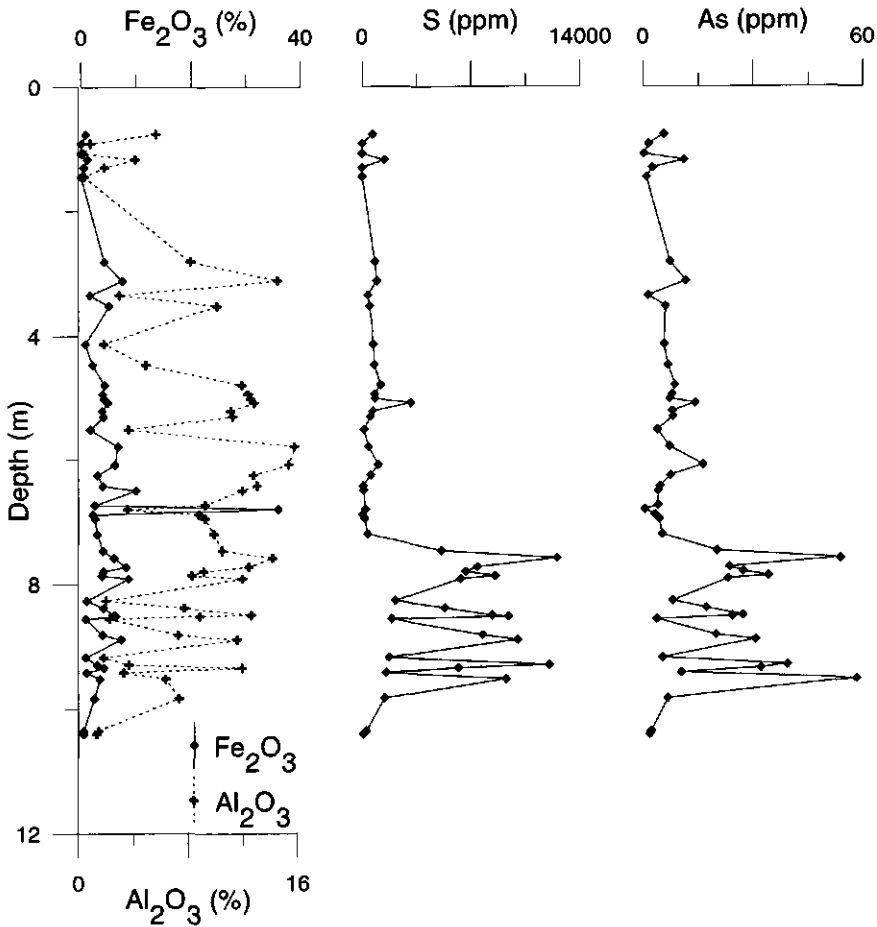 Fe₂O₃ (%) S (ppm) As (ppm)
0 40 0 14000 0 60
0
4
8
12
Depth (m)
Fe₂O₃
Al₂O₃
0 16
Al₂O₃ (%)